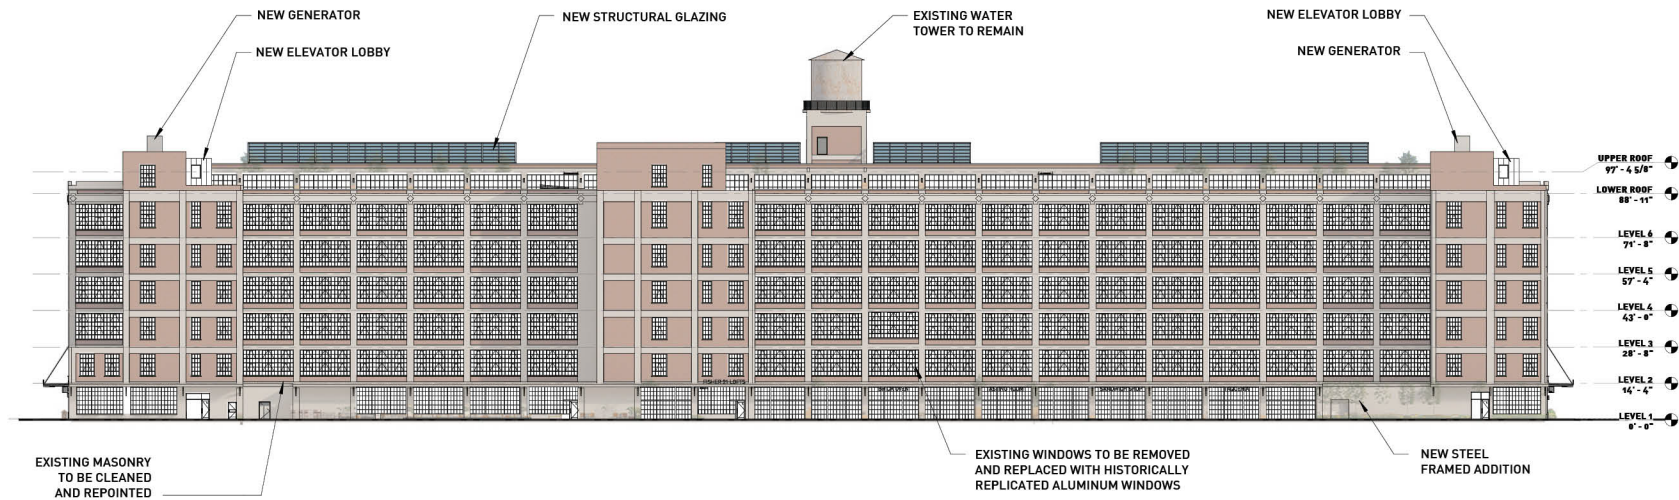 NEW GENERATOR
NEW ELEVATOR LOBBY
NEW STRUCTURAL GLAZING
EXISTING WATER
TOWER TO REMAIN
NEW ELEVATOR LOBBY
NEW GENERATOR
UPPER ROOF
97' - 4 5/8"
LOWER ROOF
88' - 11"
LEVEL 6
71' - 8"
LEVEL 5
57' - 4"
LEVEL 4
43' - 0"
LEVEL 3
28' - 8"
LEVEL 2
14' - 4"
LEVEL 1
0' - 0"
FISHER 21 LOFTS
EXISTING MASONRY
TO BE CLEANED
AND REPOINTED
EXISTING WINDOWS TO BE REMOVED
AND REPLACED WITH HISTORICALLY
REPLICATED ALUMINUM WINDOWS
NEW STEEL
FRAMED ADDITION